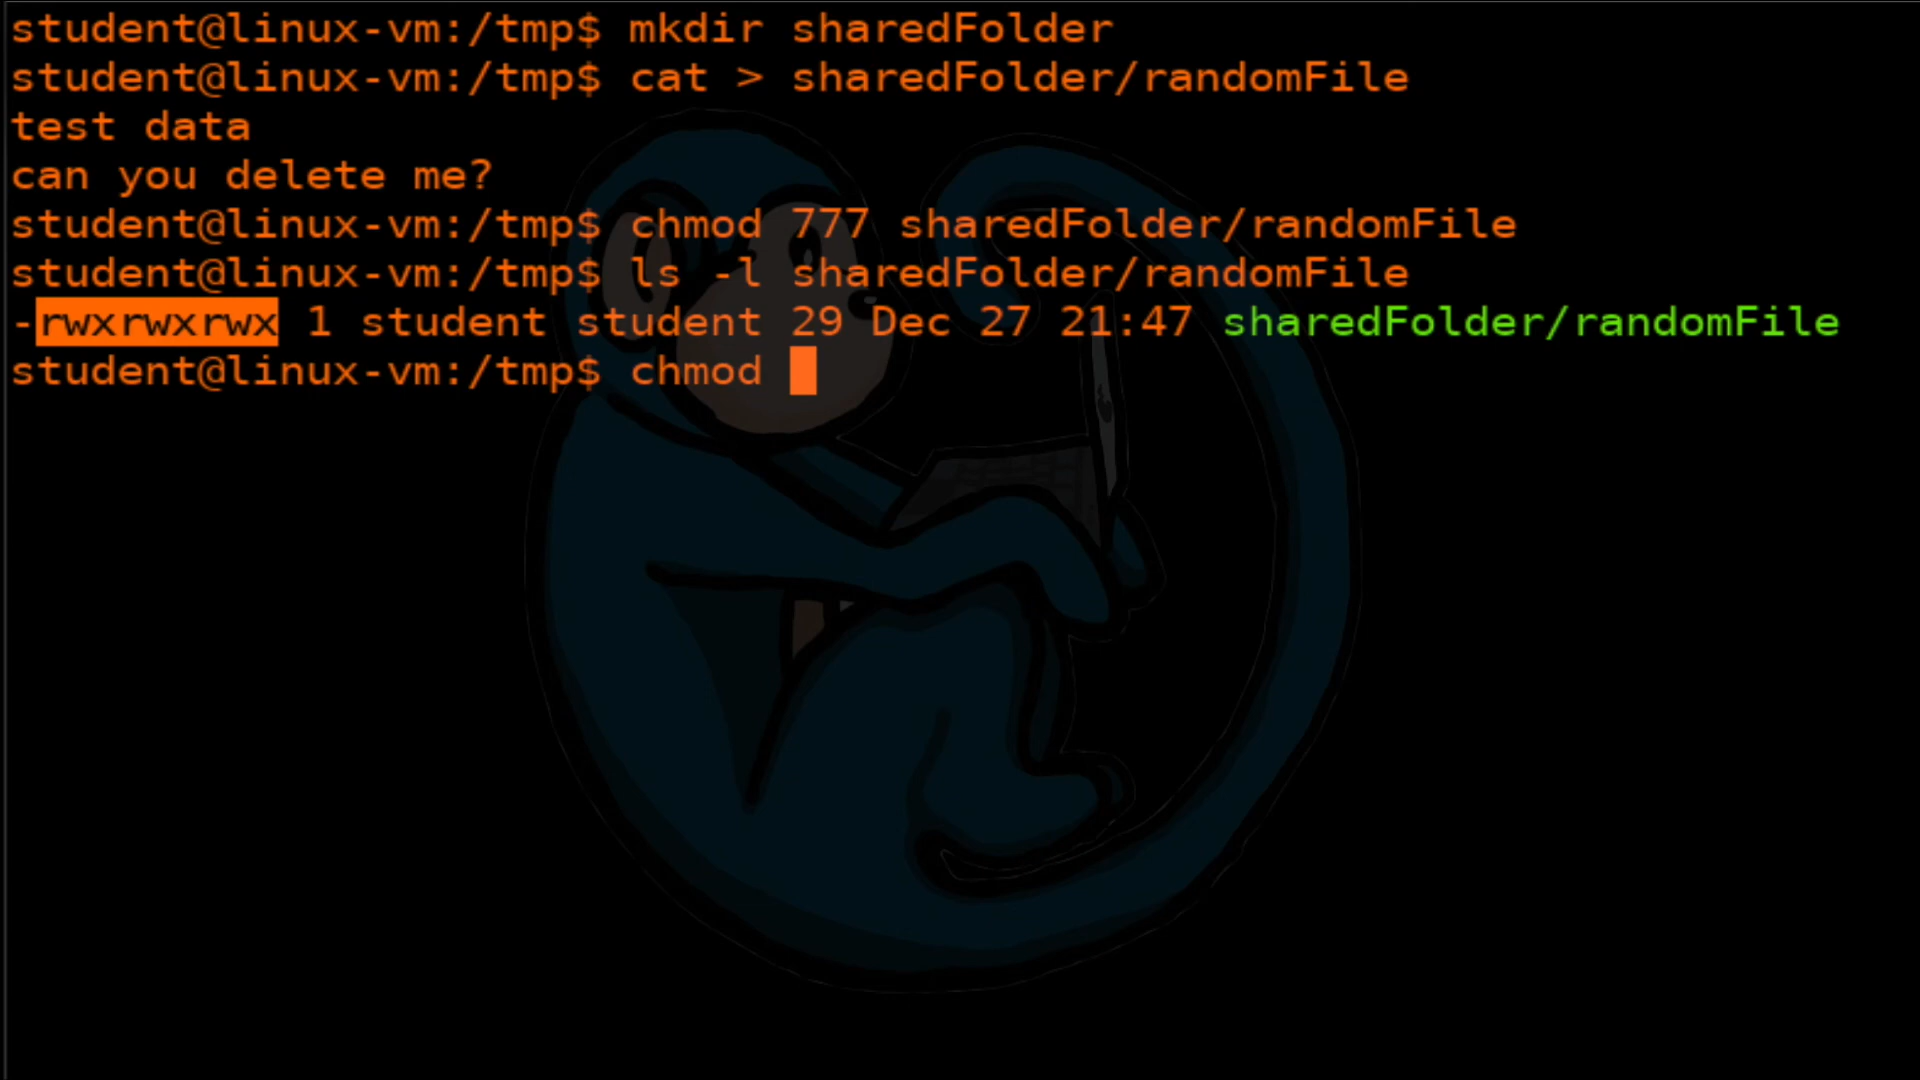 student@linux-vm:/tmp$ mkdir sharedFolder
student@linux-vm:/tmp$ cat > sharedFolder/randomFile
test data
can you delete me?
student@linux-vm:/tmp$ chmod 777 sharedFolder/randomFile
student@linux-vm:/tmp$ ls -l sharedFolder/randomFile
-rwxrwxrwx 1 student student 29 Dec 27 21:47 sharedFolder/randomFile
student@linux-vm:/tmp$ chmod